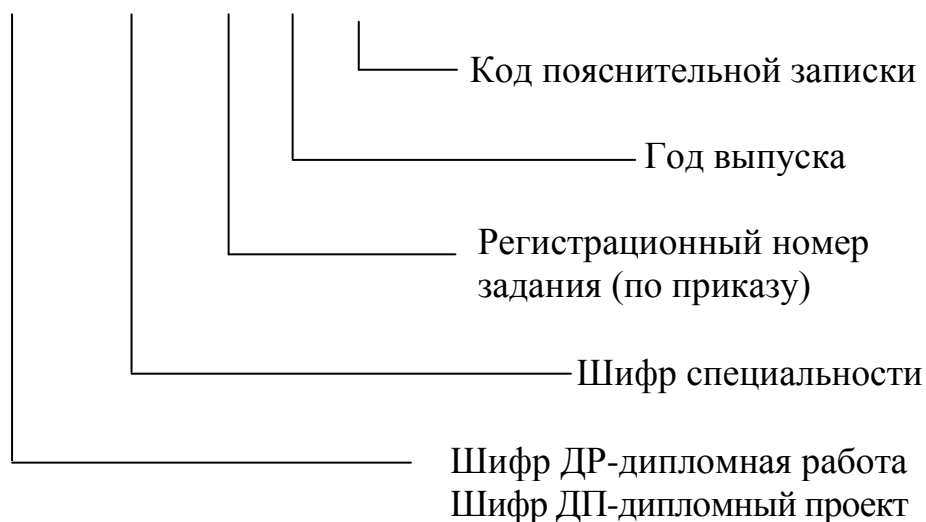 Код пояснительной записки
Год выпуска
Регистрационный номер
задания (по приказу)
Шифр специальности
Шифр ДР-дипломная работа
Шифр ДП-дипломный проект